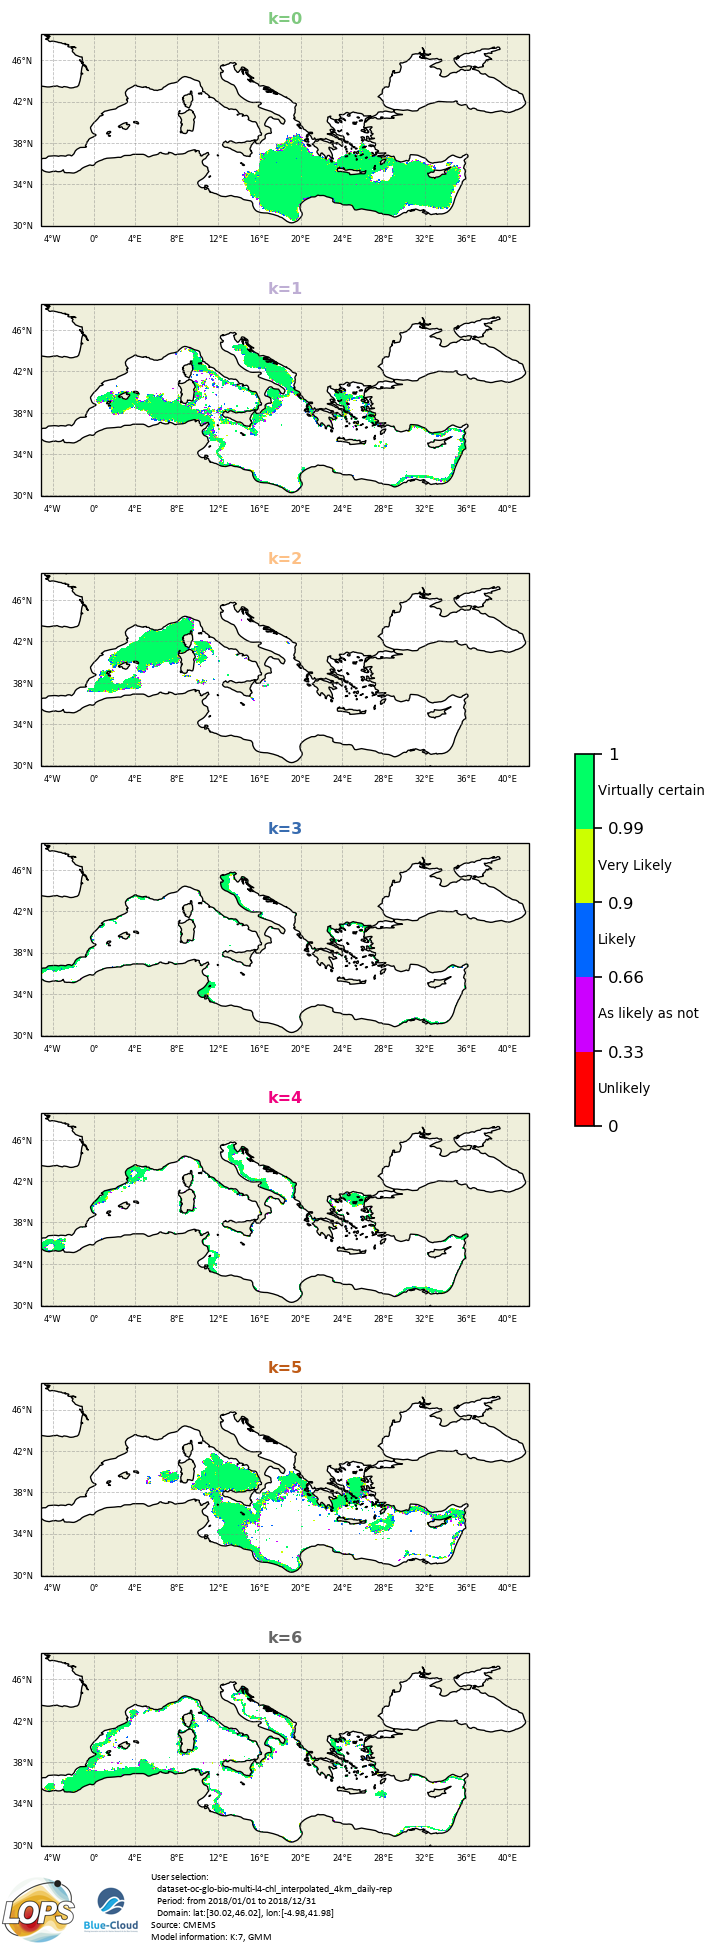 k=0
46°N
42°N
38°N
34°N
30°N
4°W 0° 4°E 8°E 12°E 16°E 20°E 24°E 28°E 32°E 36°E 40°E
k=1
46°N
42°N
38°N
34°N
30°N
4°W 0° 4°E 8°E 12°E 16°E 20°E 24°E 28°E 32°E 36°E 40°E
k=2
46°N
42°N
38°N
34°N
30°N
4°W 0° 4°E 8°E 12°E 16°E 20°E 24°E 28°E 32°E 36°E 40°E
1
Virtually certain
0.99
Very Likely
0.9
Likely
0.66
As likely as not
0.33
Unlikely
0
k=3
46°N
42°N
38°N
34°N
30°N
4°W 0° 4°E 8°E 12°E 16°E 20°E 24°E 28°E 32°E 36°E 40°E
k=4
46°N
42°N
38°N
34°N
30°N
4°W 0° 4°E 8°E 12°E 16°E 20°E 24°E 28°E 32°E 36°E 40°E
k=5
46°N
42°N
38°N
34°N
30°N
4°W 0° 4°E 8°E 12°E 16°E 20°E 24°E 28°E 32°E 36°E 40°E
k=6
46°N
42°N
38°N
34°N
30°N
4°W 0° 4°E 8°E 12°E 16°E 20°E 24°E 28°E 32°E 36°E 40°E
LOPS
Blue-Cloud
User selection:
dataset-oc-glo-bio-multi-l4-chl_interpolated_4km_daily-rep
Period: from 2018/01/01 to 2018/12/31
Domain: lat:[30.02,46.02], lon:[-4.98,41.98]
Source: CMEMS
Model information: K:7, GMM